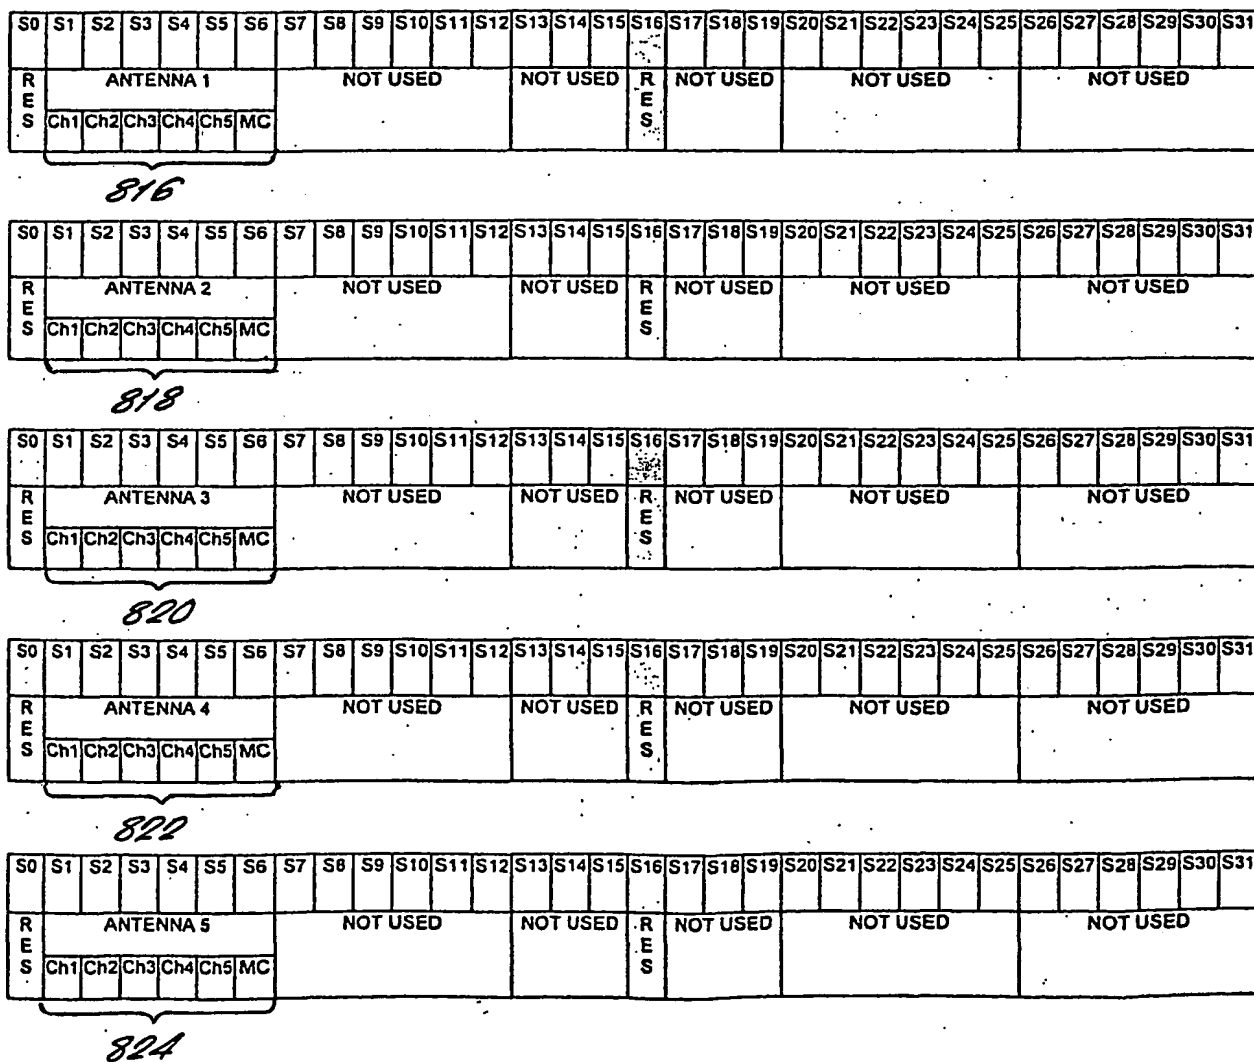 S0 S1 S2 S3 S4 S5 S6 S7 S8 S9 S10 S11 S12 S13 S14 S15 S16 S17 S18 S19 S20 S21 S22 S23 S24 S25 S26 S27 S28 S29 S30 S31
RES ANTENNA 1 NOT USED NOT USED RES NOT USED NOT USED NOT USED
Ch1 Ch2 Ch3 Ch4 Ch5 MC
816
S0 S1 S2 S3 S4 S5 S6 S7 S8 S9 S10 S11 S12 S13 S14 S15 S16 S17 S18 S19 S20 S21 S22 S23 S24 S25 S26 S27 S28 S29 S30 S31
RES ANTENNA 2 NOT USED NOT USED RES NOT USED NOT USED NOT USED
Ch1 Ch2 Ch3 Ch4 Ch5 MC
818
S0 S1 S2 S3 S4 S5 S6 S7 S8 S9 S10 S11 S12 S13 S14 S15 S16 S17 S18 S19 S20 S21 S22 S23 S24 S25 S26 S27 S28 S29 S30 S31
RES ANTENNA 3 NOT USED NOT USED RES NOT USED NOT USED NOT USED
Ch1 Ch2 Ch3 Ch4 Ch5 MC
820
S0 S1 S2 S3 S4 S5 S6 S7 S8 S9 S10 S11 S12 S13 S14 S15 S16 S17 S18 S19 S20 S21 S22 S23 S24 S25 S26 S27 S28 S29 S30 S31
RES ANTENNA 4 NOT USED NOT USED RES NOT USED NOT USED NOT USED
Ch1 Ch2 Ch3 Ch4 Ch5 MC
822
S0 S1 S2 S3 S4 S5 S6 S7 S8 S9 S10 S11 S12 S13 S14 S15 S16 S17 S18 S19 S20 S21 S22 S23 S24 S25 S26 S27 S28 S29 S30 S31
RES ANTENNA 5 NOT USED NOT USED RES NOT USED NOT USED NOT USED
Ch1 Ch2 Ch3 Ch4 Ch5 MC
824